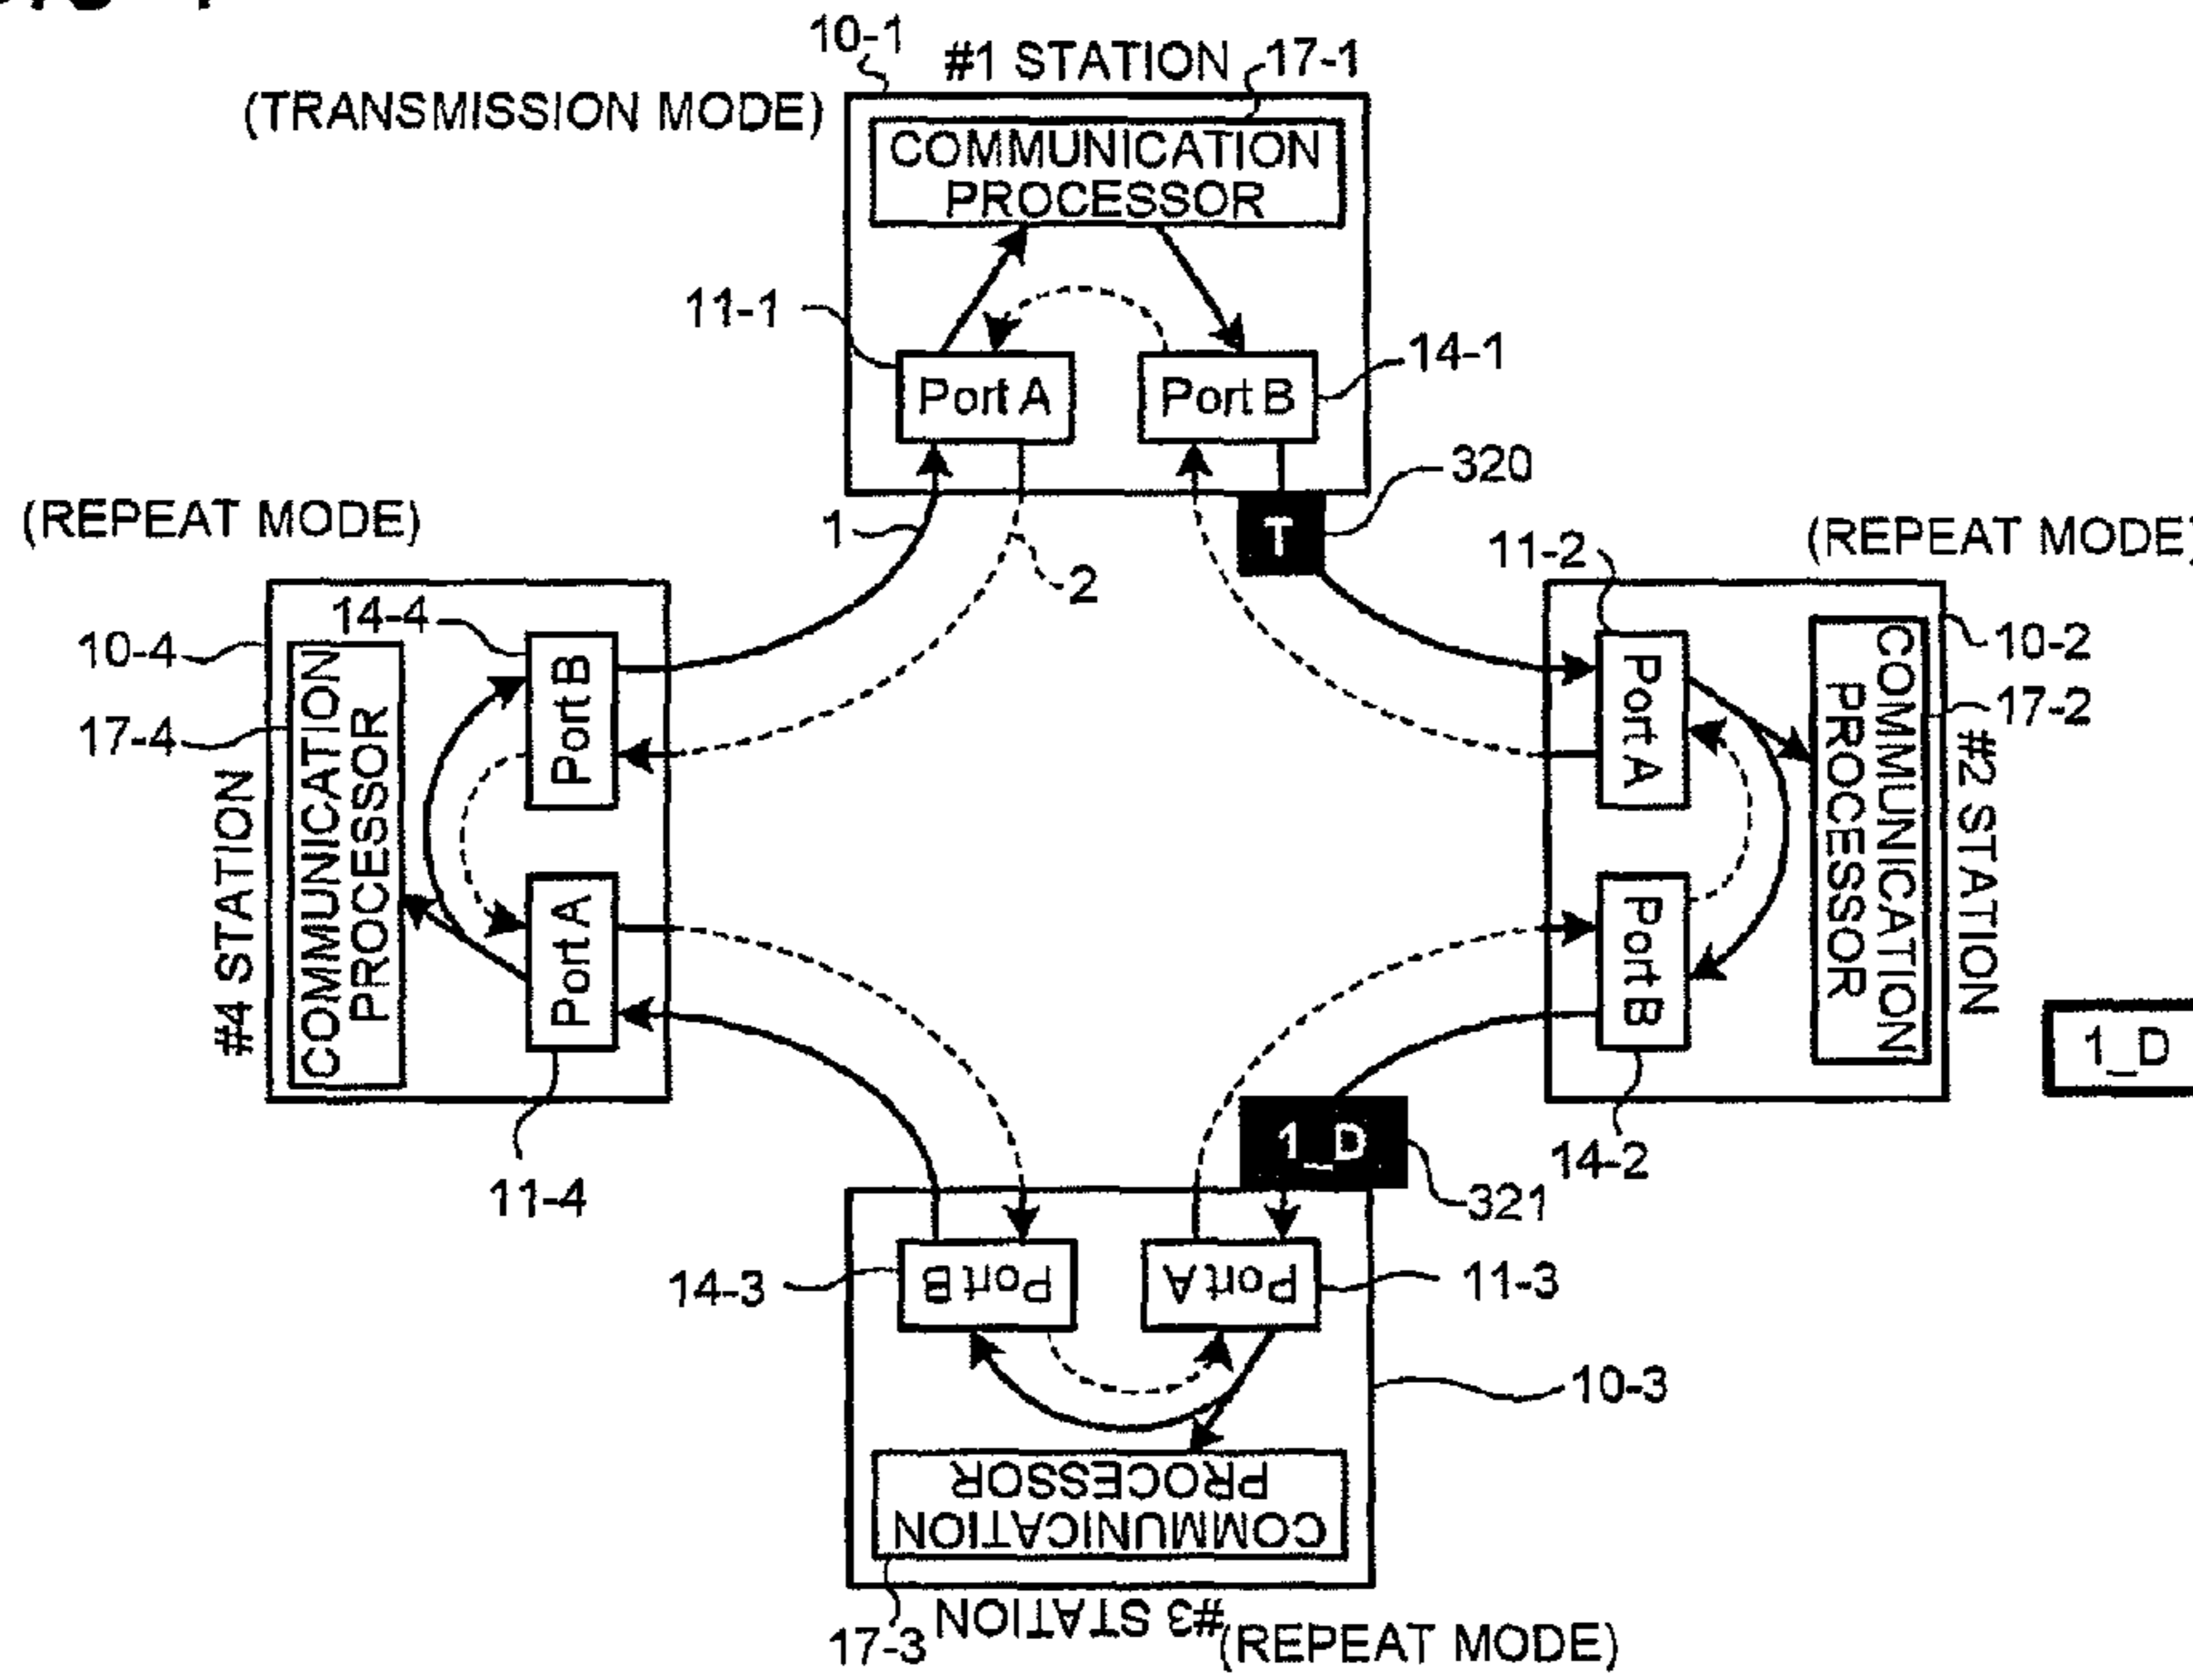 10-1
#1 STATION
17-1
(TRANSMISSION MODE)
COMMUNICATION
PROCESSOR
11-1
14-1
Port A
Port B
320
(REPEAT MODE)
1
T
2
11-2
(REPEAT MODE)
14-4
10-4
17-4
#4 STATION
COMMUNICATION
PROCESSOR
Port B
Port A
11-4
Port A
Port B
COMMUNICATION
PROCESSOR
10-2
17-2
#2 STATION
14-2
1_D
1_D
321
14-3
Port B
Port A
11-3
10-3
COMMUNICATION
PROCESSOR
17-3
#3 STATION
(REPEAT MODE)